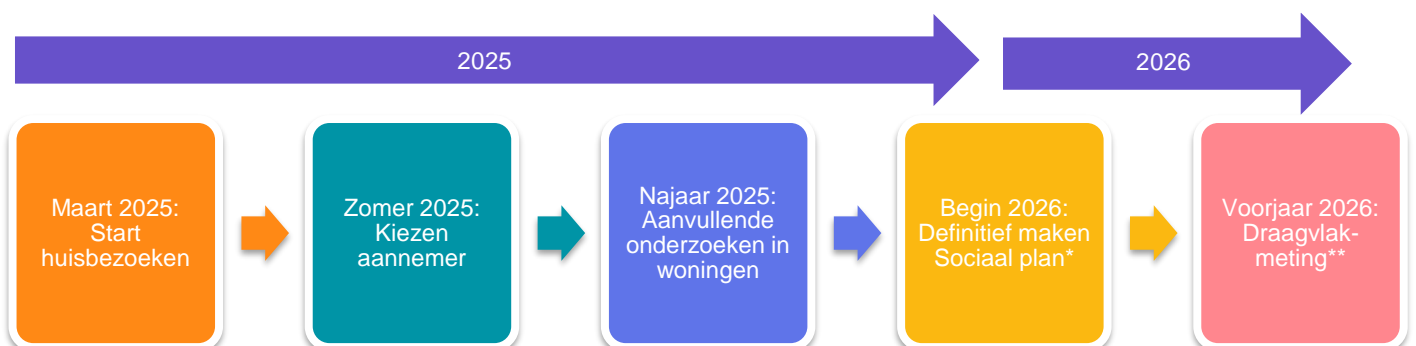 2025
2026
Maart 2025:
Start
huisbezoeken
Zomer 2025:
Kiezen
aannemer
Najaar 2025:
Aanvullende
onderzoeken in
woningen
Begin 2026:
Definitief maken
Sociaal plan*
Voorjaar 2026:
Draagvlak-
meting**